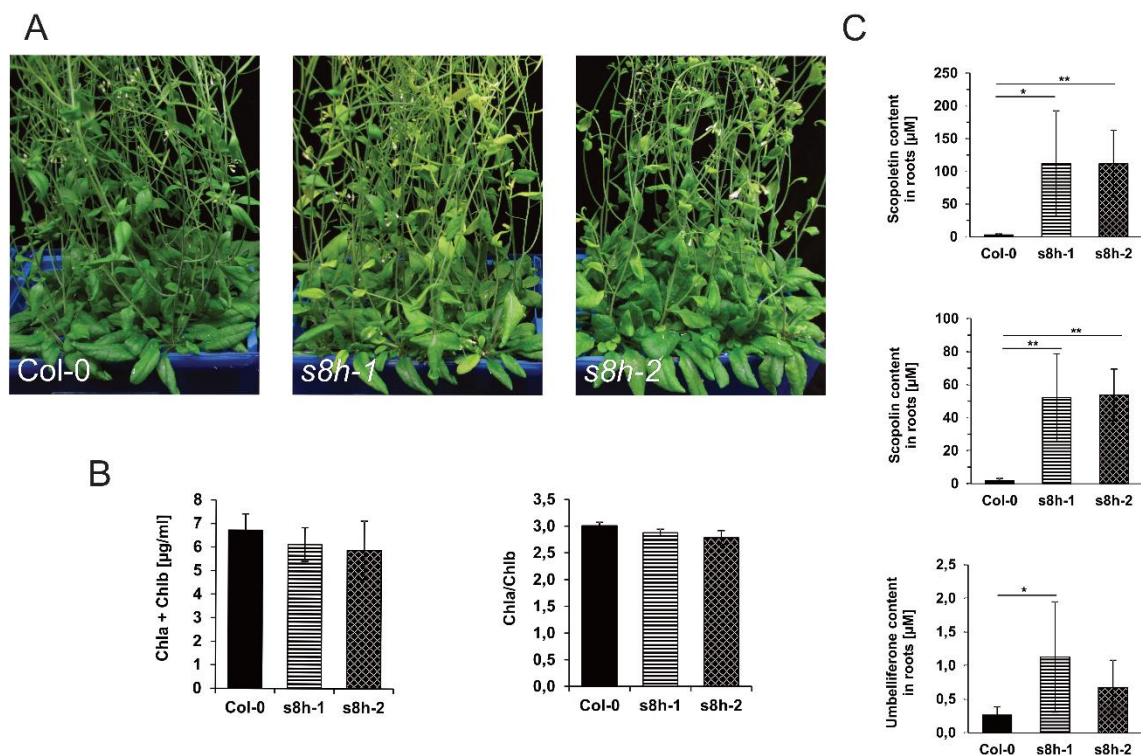 A
Col-0
s8h-1
s8h-2
B
Chla + Chlb [µg/ml]
8
7
6
5
4
3
2
1
0
Col-0 s8h-1 s8h-2
Chla/Chlb
3,5
3,0
2,5
2,0
1,5
1,0
0,5
0,0
Col-0 s8h-1 s8h-2
C
Scopoletin content
in roots [µM]
250
200
150
100
50
0
**
*
Col-0 s8h-1 s8h-2
Scopolin content
in roots [µM]
100
80
60
40
20
0
**
**
Col-0 s8h-1 s8h-2
Umbelliferone content
in roots [µM]
2,5
2,0
1,5
1,0
0,5
0,0
*
Col-0 s8h-1 s8h-2